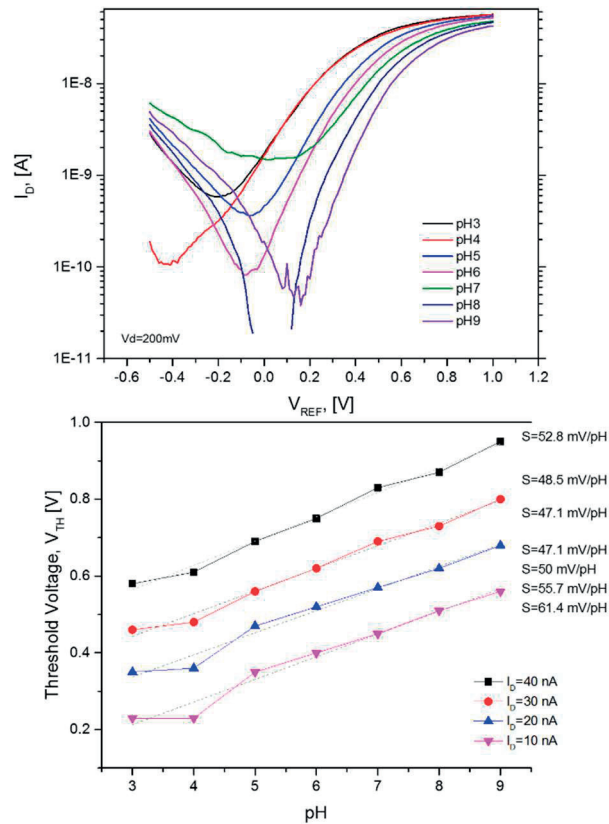 1E-8
1E-9
1E-10
1E-11
I_D, [A]
pH3
pH4
pH5
pH6
pH7
pH8
pH9
Vd=200mV
-0.6 -0.4 -0.2 0.0 0.2 0.4 0.6 0.8 1.0 1.2
V_REF, [V]
1.0
0.8
0.6
0.4
0.2
Threshold Voltage, V_TH [V]
S=52.8 mV/pH
S=48.5 mV/pH
S=47.1 mV/pH
S=47.1 mV/pH
S=50 mV/pH
S=55.7 mV/pH
S=61.4 mV/pH
I_D=40 nA
I_D=30 nA
I_D=20 nA
I_D=10 nA
3 4 5 6 7 8 9
pH